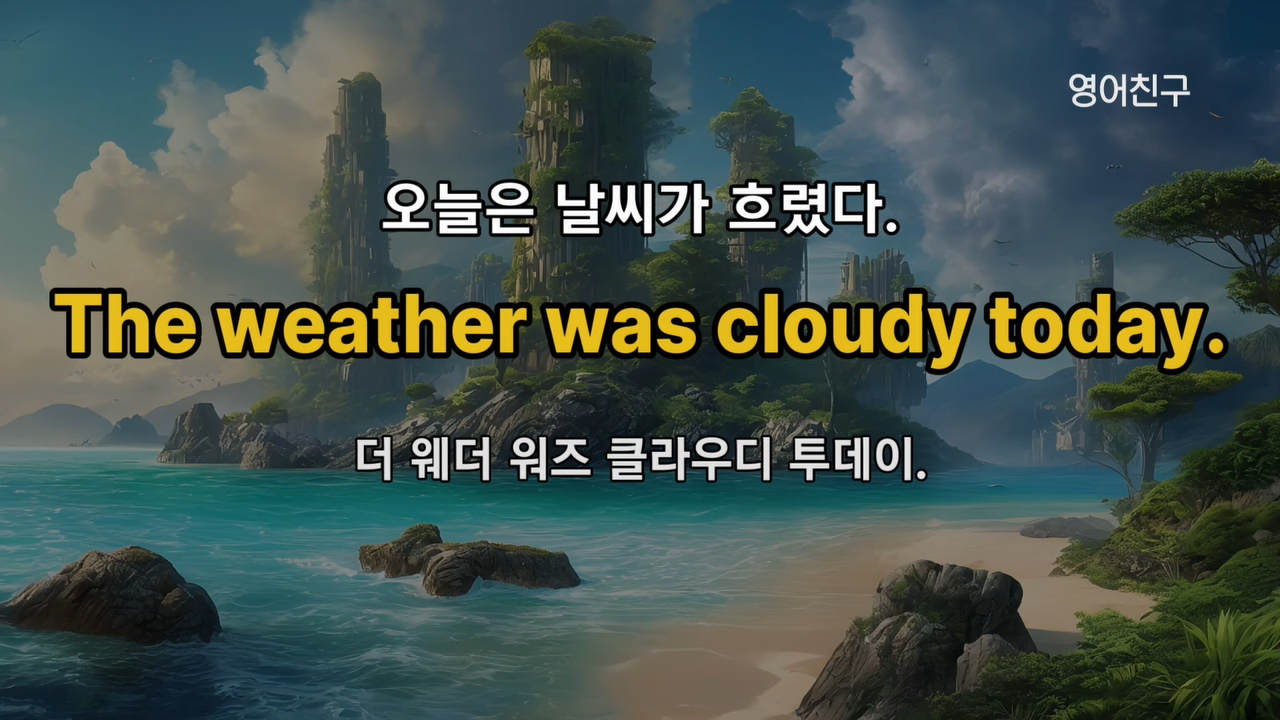 영어친구
오늘은 날씨가 흐렸다.
The weather was cloudy today.
더 웨더 워즈 클라우디 투데이.